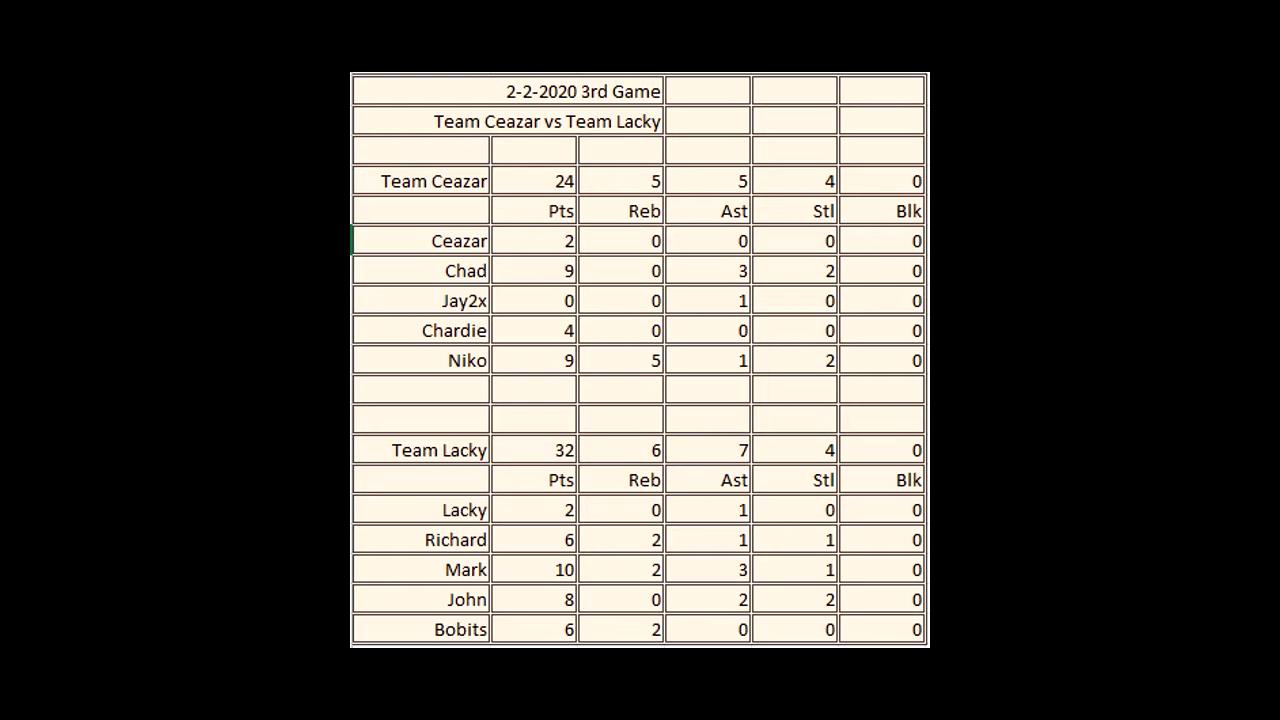 2-2-2020 3rd Game
Team Ceazar vs Team Lacky
Team Ceazar 24 5 5 4 0
Pts Reb Ast Stl Blk
Ceazar 2 0 0 0 0
Chad 9 0 3 2 0
Jay2x 0 0 1 0 0
Chardie 4 0 0 0 0
Niko 9 5 1 2 0
Team Lacky 32 6 7 4 0
Pts Reb Ast Stl Blk
Lacky 2 0 1 0 0
Richard 6 2 1 1 0
Mark 10 2 3 1 0
John 8 0 2 2 0
Bobits 6 2 0 0 0